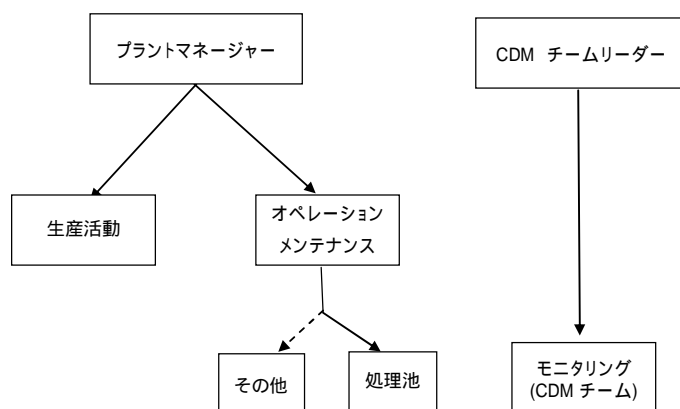 プラントマネージャー
CDM チームリーダー
生産活動
オペレーション
メンテナンス
その他
処理池
モニタリング
(CDM チーム)